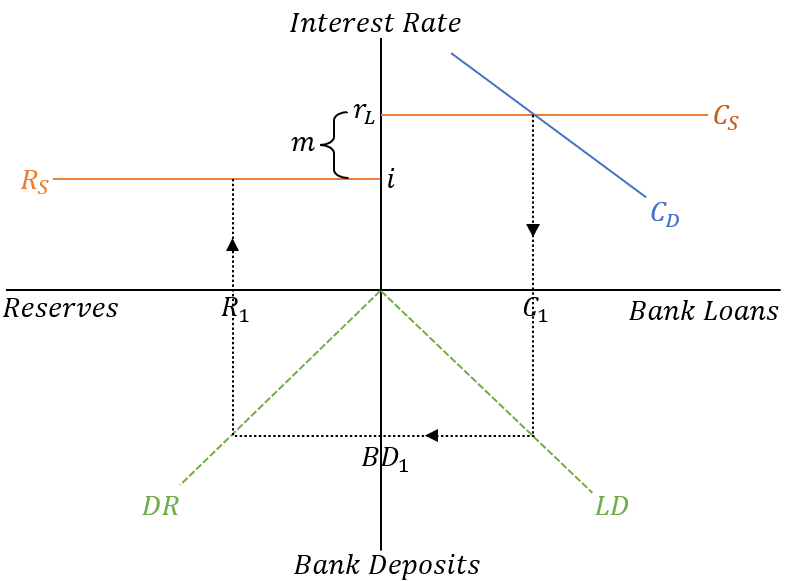 Interest Rate
r_L
C_S
m
R_S
i
C_D
Reserves
R_1
C_1
Bank Loans
BD_1
DR
LD
Bank Deposits